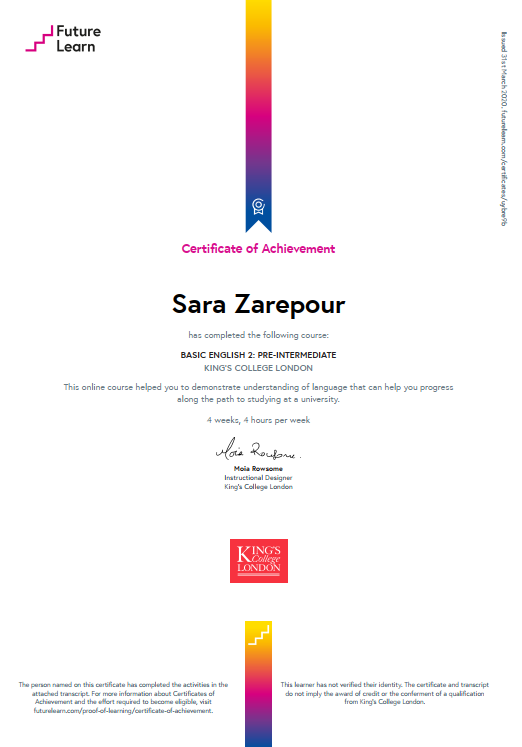 Future
Learn
Issued 31st March 2020. futurelearn.com/certificates/
Certificate of Achievement
Sara Zarepour
has completed the following course:
BASIC ENGLISH 2: PRE-INTERMEDIATE
KING'S COLLEGE LONDON
This online course helped you to demonstrate understanding of language that can help you progress
along the path to studying at a university.
4 weeks, 4 hours per week
Moia Rowsome.
Moia Rowsome
Instructional Designer
King's College London
KING'S
College
LONDON
The person named on this certificate has completed the activities in the
attached transcript. For more information about Certificates of
Achievement and the effort required to become eligible, visit
futurelearn.com/proof-of-learning/certificate-of-achievement.
This learner has not verified their identity. The certificate and transcript
do not imply the award of credit or the conferment of a qualification
from King's College London.